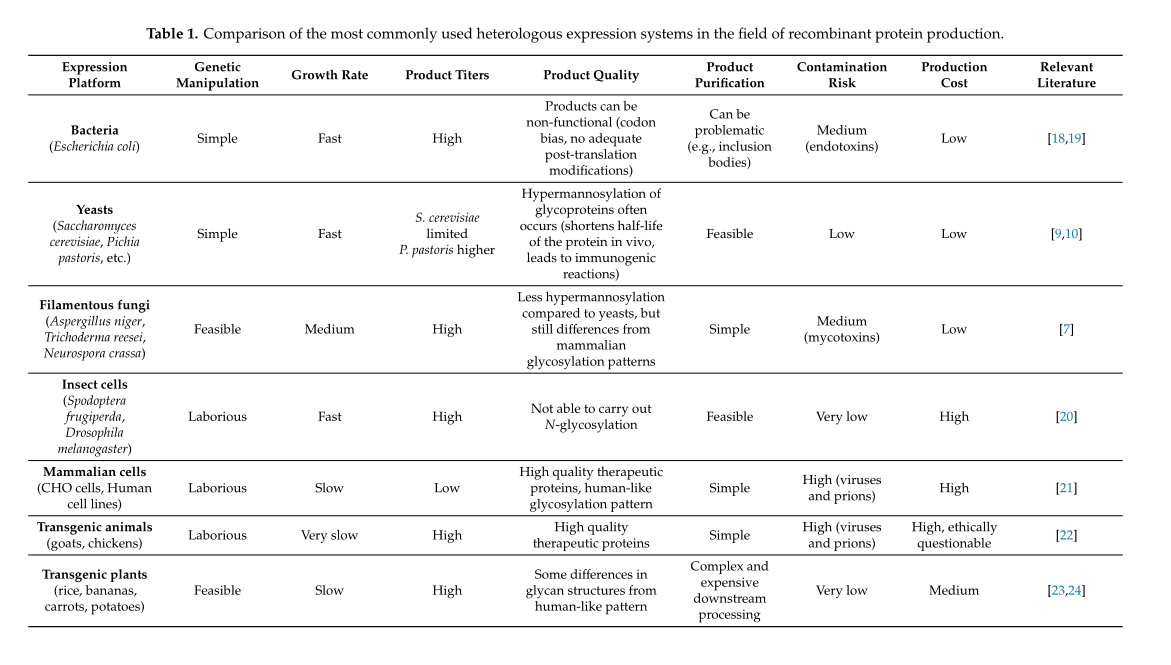 Table 1. Comparison of the most commonly used heterologous expression systems in the field of recombinant protein production.
Expression
Platform
Genetic
Manipulation
Growth Rate
Product Titers
Product Quality
Product
Purification
Contamination
Risk
Production
Cost
Relevant
Literature
Bacteria
(Escherichia coli)
Simple
Fast
High
Products can be
non-functional (codon
bias, no adequate
post-translation
modifications)
Can be
problematic
(e.g., inclusion
bodies)
Medium
(endotoxins)
Low
[18,19]
Yeasts
(Saccharomyces
cerevisiae, Pichia
pastoris, etc.)
Simple
Fast
S. cerevisiae
limited
P. pastoris higher
Hypermannosylation of
glycoproteins often
occurs (shortens half-life
of the protein in vivo,
leads to immunogenic
reactions)
Feasible
Low
Low
[9,10]
Filamentous fungi
(Aspergillus niger,
Trichoderma reesei,
Neurospora crassa)
Feasible
Medium
High
Less hypermannosylation
compared to yeasts, but
still differences from
mammalian
glycosylation patterns
Simple
Medium
(mycotoxins)
Low
[7]
Insect cells
(Spodoptera
frugiperda,
Drosophila
melanogaster)
Laborious
Fast
High
Not able to carry out
N-glycosylation
Feasible
Very low
High
[20]
Mammalian cells
(CHO cells, Human
cell lines)
Laborious
Slow
Low
High quality therapeutic
proteins, human-like
glycosylation pattern
Simple
High (viruses
and prions)
High
[21]
Transgenic animals
(goats, chickens)
Laborious
Very slow
High
High quality
therapeutic proteins
Simple
High (viruses
and prions)
High, ethically
questionable
[22]
Transgenic plants
(rice, bananas,
carrots, potatoes)
Feasible
Slow
High
Some differences in
glycan structures from
human-like pattern
Complex and
expensive
downstream
processing
Very low
Medium
[23,24]